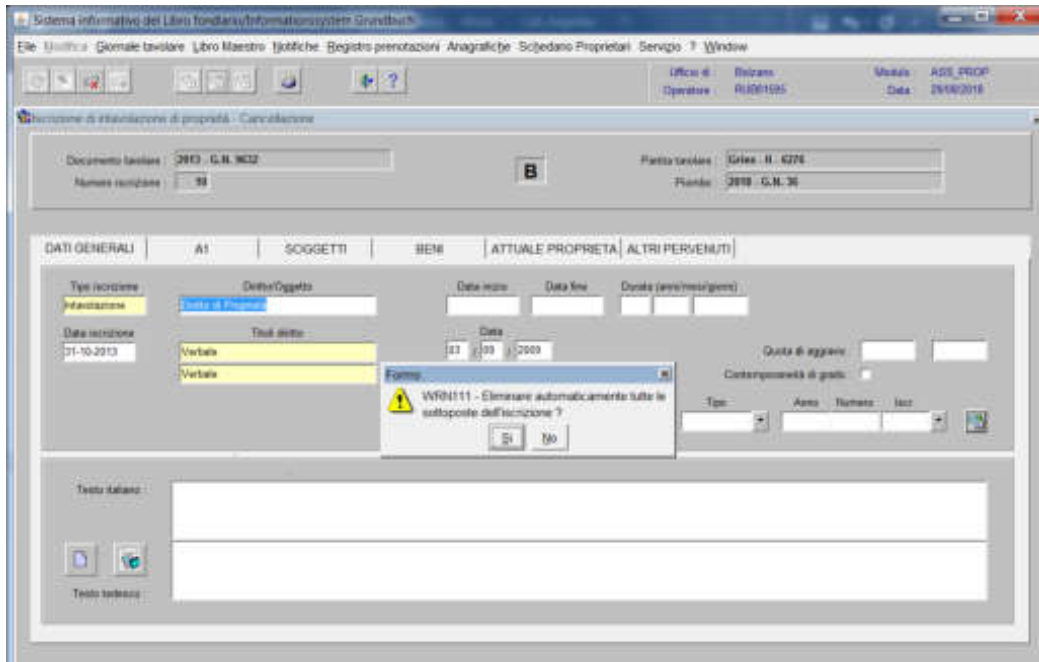 Sistema informativo del Libro fondiario/Informationssystem Grundbuch
File Modifica Giornale tavolare Libro Maestro Notifiche Registro prenotazioni Anagrafiche Schedario Proprietari Servizio ? Window
Ufficio di : Bolzano Modulo : ASS_PROP
Operatore : Data :
Iscrizione di intavolazione di proprietà - Cancellazione
Documento tavolare : 2013 - G.N. 9632 B Partita tavolare : Gries - II - 6276
Numero iscrizione : Piombo : 2018 - G.N. 36
DATI GENERALI A1 SOGGETTI BENI ATTUALE PROPRIETA ALTRI PERVENUTI
Tipo iscrizione Diritto/Oggetto Data inizio Data fine Durata (anni/mesi/giorni)
Intavolazione Diritto di Proprietà
Data iscrizione Titoli diritto Data
31-10-2013 Verbale 03 / 09 / 2009 Quota di aggravio :
Verbale Contemporaneità di grado :
Forms
WRN111 - Eliminare automaticamente tutte le
sottoposte dell'iscrizione ?
Tipo Anno Numero Iscr
Sì No
Testo italiano :
Testo tedesco :